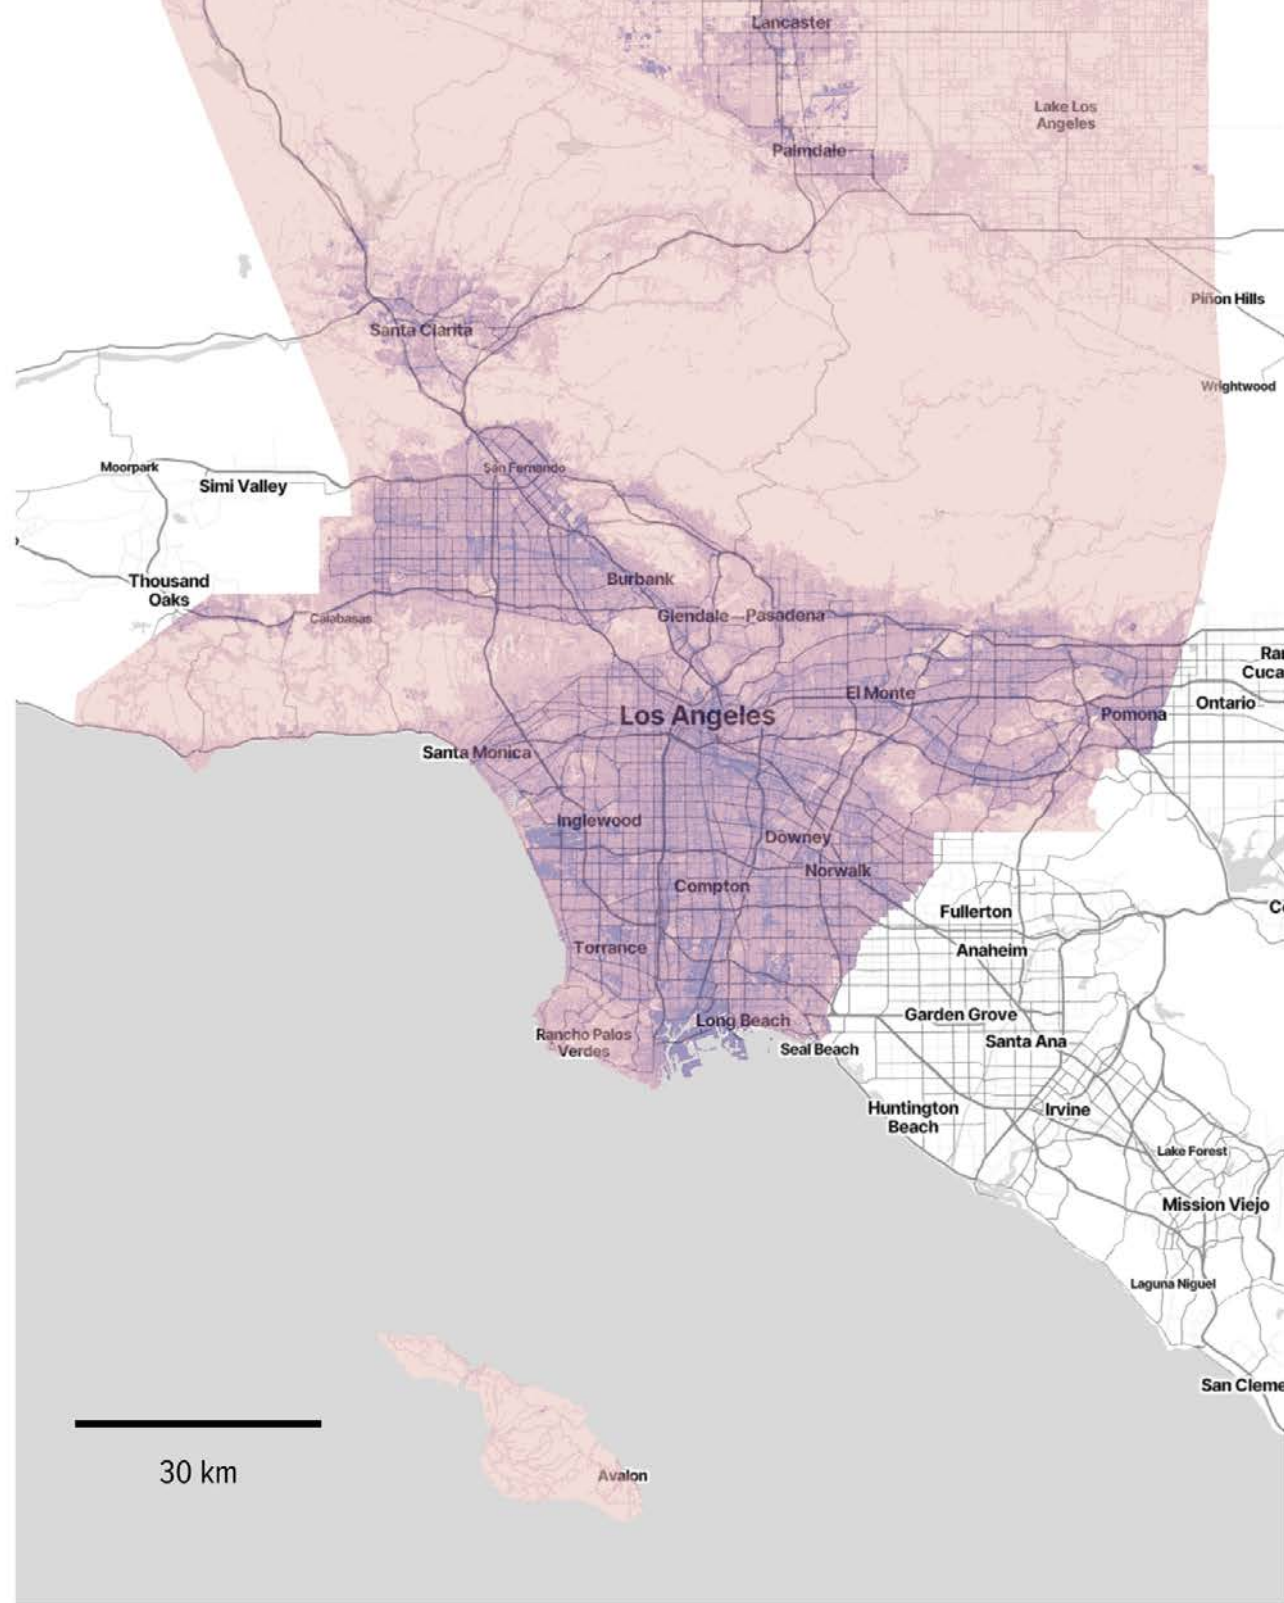 Lancaster
Lake Los
Angeles
Palmdale
Piñon Hills
Santa Clarita
Wrightwood
Moorpark
San Fernando
Simi Valley
Thousand
Oaks
Burbank
Calabasas
Glendale
Pasadena
El Monte
Ontario
Los Angeles
Pomona
Santa Monica
Inglewood
Downey
Norwalk
Compton
Fullerton
Torrance
Anaheim
Garden Grove
Long Beach
Rancho Palos
Verdes
Santa Ana
Seal Beach
Huntington
Beach
Irvine
Lake Forest
Mission Viejo
Laguna Niguel
San Cleme
30 km
Avalon